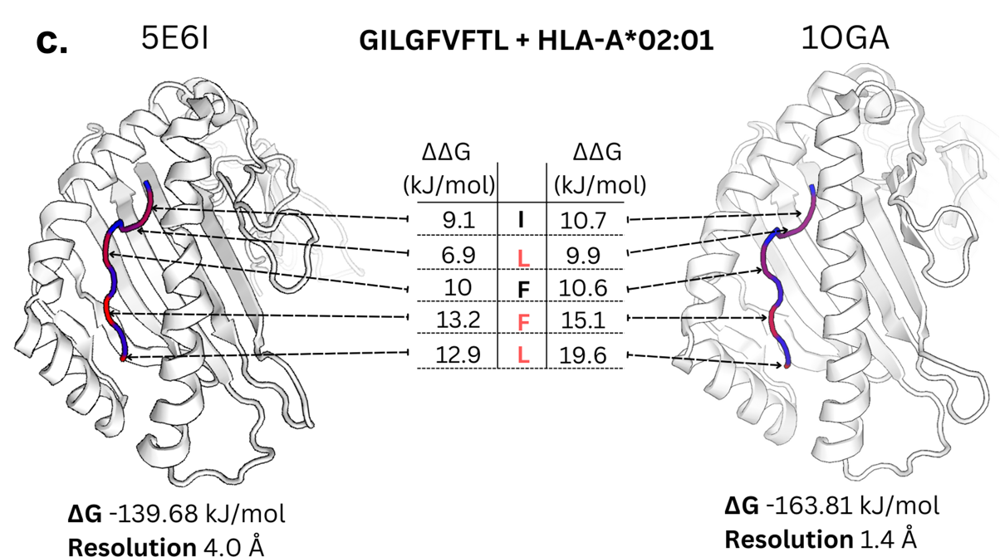 c.
5E6I
GILGFVFTL + HLA-A*02:01
1OGA
ΔΔG
(kJ/mol)
ΔΔG
(kJ/mol)
9.1 I 10.7
6.9 L 9.9
10 F 10.6
13.2 F 15.1
12.9 L 19.6
ΔG -139.68 kJ/mol
Resolution 4.0 Å
ΔG -163.81 kJ/mol
Resolution 1.4 Å